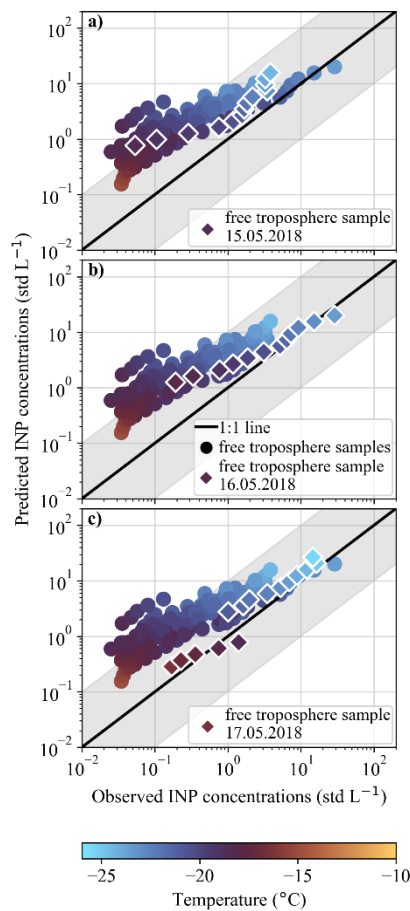 a)
10²
10¹
10⁰
10⁻¹
10⁻²
free troposphere sample
15.05.2018
b)
10²
10¹
10⁰
10⁻¹
10⁻²
1:1 line
free troposphere samples
free troposphere sample
16.05.2018
Predicted INP concentrations (std L⁻¹)
c)
10²
10¹
10⁰
10⁻¹
10⁻²
free troposphere sample
17.05.2018
10⁻² 10⁻¹ 10⁰ 10¹ 10²
Observed INP concentrations (std L⁻¹)
−25 −20 −15 −10
Temperature (°C)